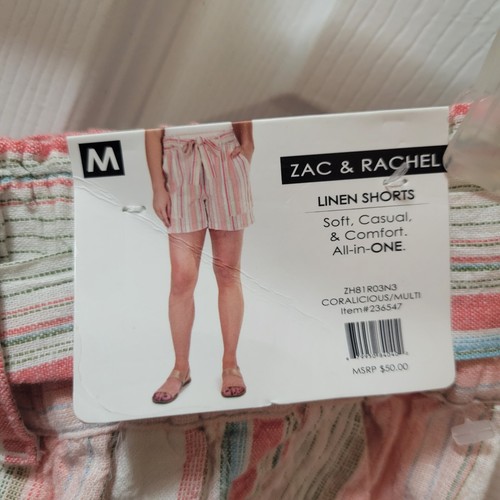 M
ZAC & RACHEL
LINEN SHORTS
Soft, Casual,
& Comfort.
All-in-ONE.
ZH81R03N3
CORALICIOUS/MULTI
Item#236547
MSRP $50.00